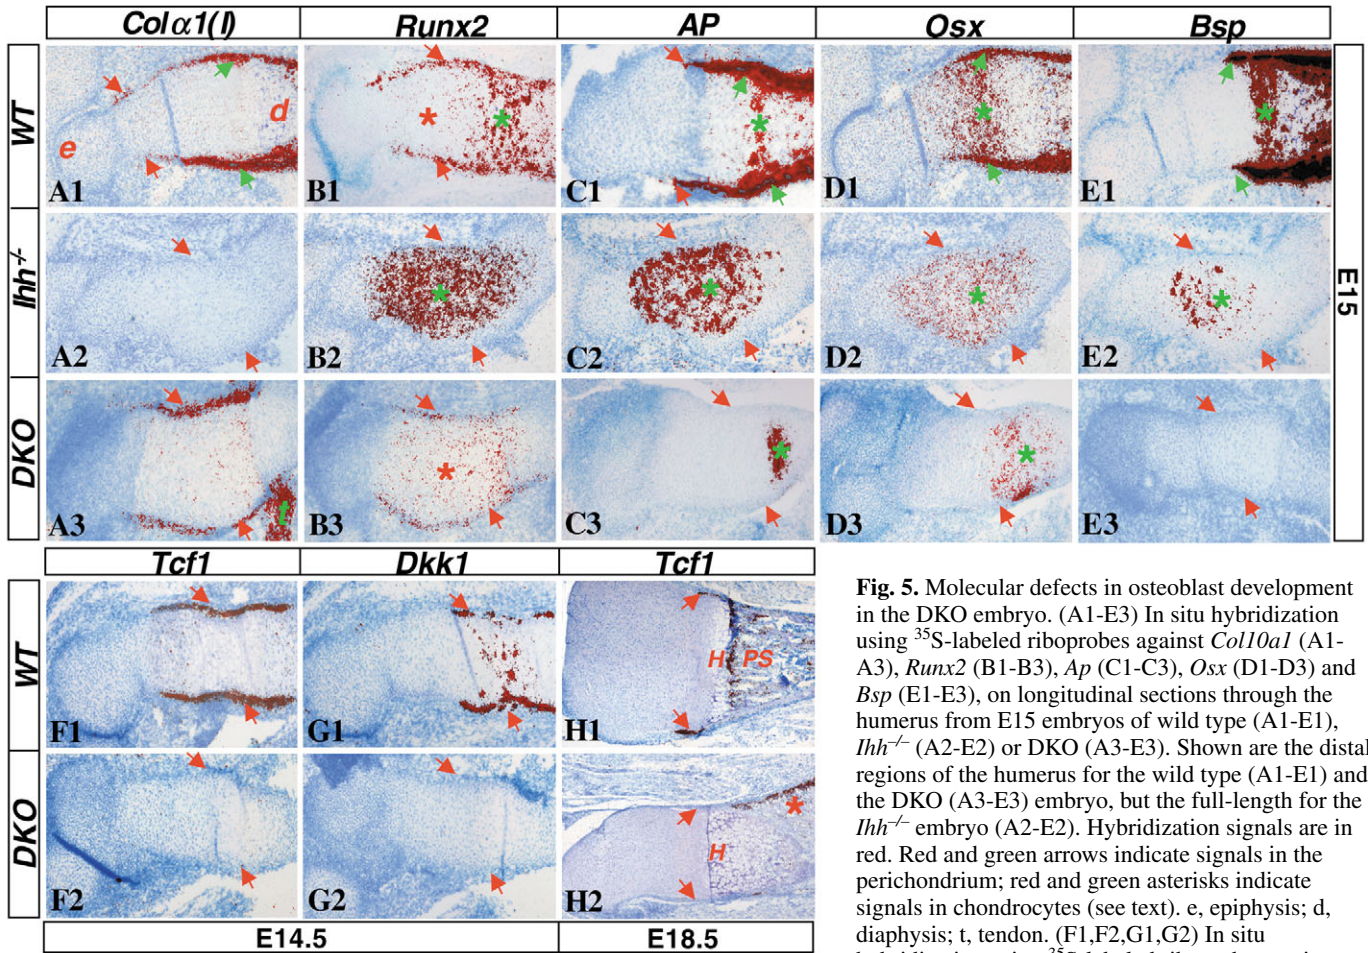 Colα1(I) Runx2 AP Osx Bsp
WT
e d
A1 B1 * C1 * D1 * E1 *
Ihh-/-
A2 B2 * C2 * D2 * E2 *
E15
DKO
A3 t B3 * C3 * D3 * E3
Tcf1 Dkk1 Tcf1
WT
F1 G1 H1 H PS
DKO
F2 G2 H2 H *
E14.5 E18.5
Fig. 5. Molecular defects in osteoblast development
in the DKO embryo. (A1-E3) In situ hybridization
using 35S-labeled riboprobes against Col10a1 (A1-
A3), Runx2 (B1-B3), Ap (C1-C3), Osx (D1-D3) and
Bsp (E1-E3), on longitudinal sections through the
humerus from E15 embryos of wild type (A1-E1),
Ihh–/– (A2-E2) or DKO (A3-E3). Shown are the distal
regions of the humerus for the wild type (A1-E1) and
the DKO (A3-E3) embryo, but the full-length for the
Ihh–/– embryo (A2-E2). Hybridization signals are in
red. Red and green arrows indicate signals in the
perichondrium; red and green asterisks indicate
signals in chondrocytes (see text). e, epiphysis; d,
diaphysis; t, tendon. (F1,F2,G1,G2) In situ